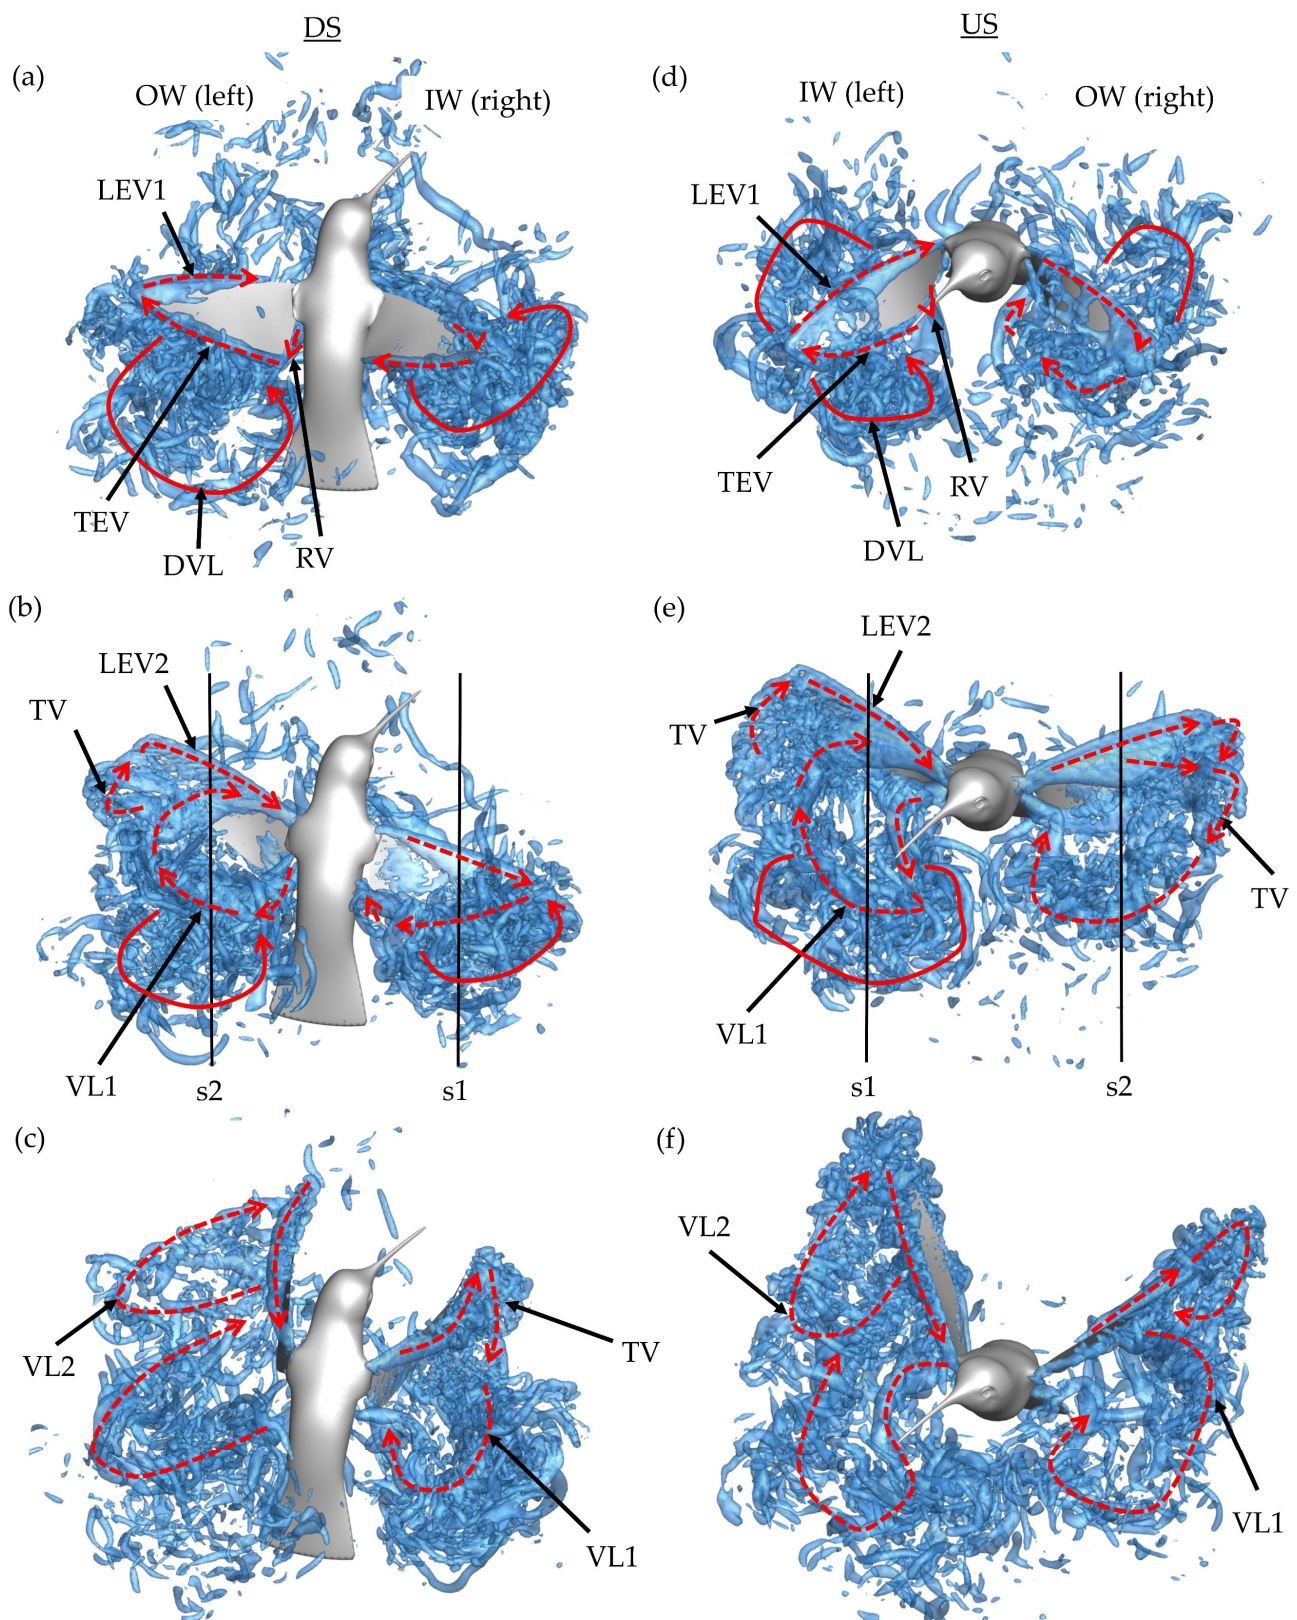 DS
US
(a)
OW (left)
IW (right)
LEV1
TEV
DVL
RV
(d)
IW (left)
OW (right)
LEV1
TEV
RV
DVL
(b)
LEV2
TV
VL1
s2
s1
(e)
LEV2
TV
TV
VL1
s1
s2
(c)
VL2
TV
VL1
(f)
VL2
VL1